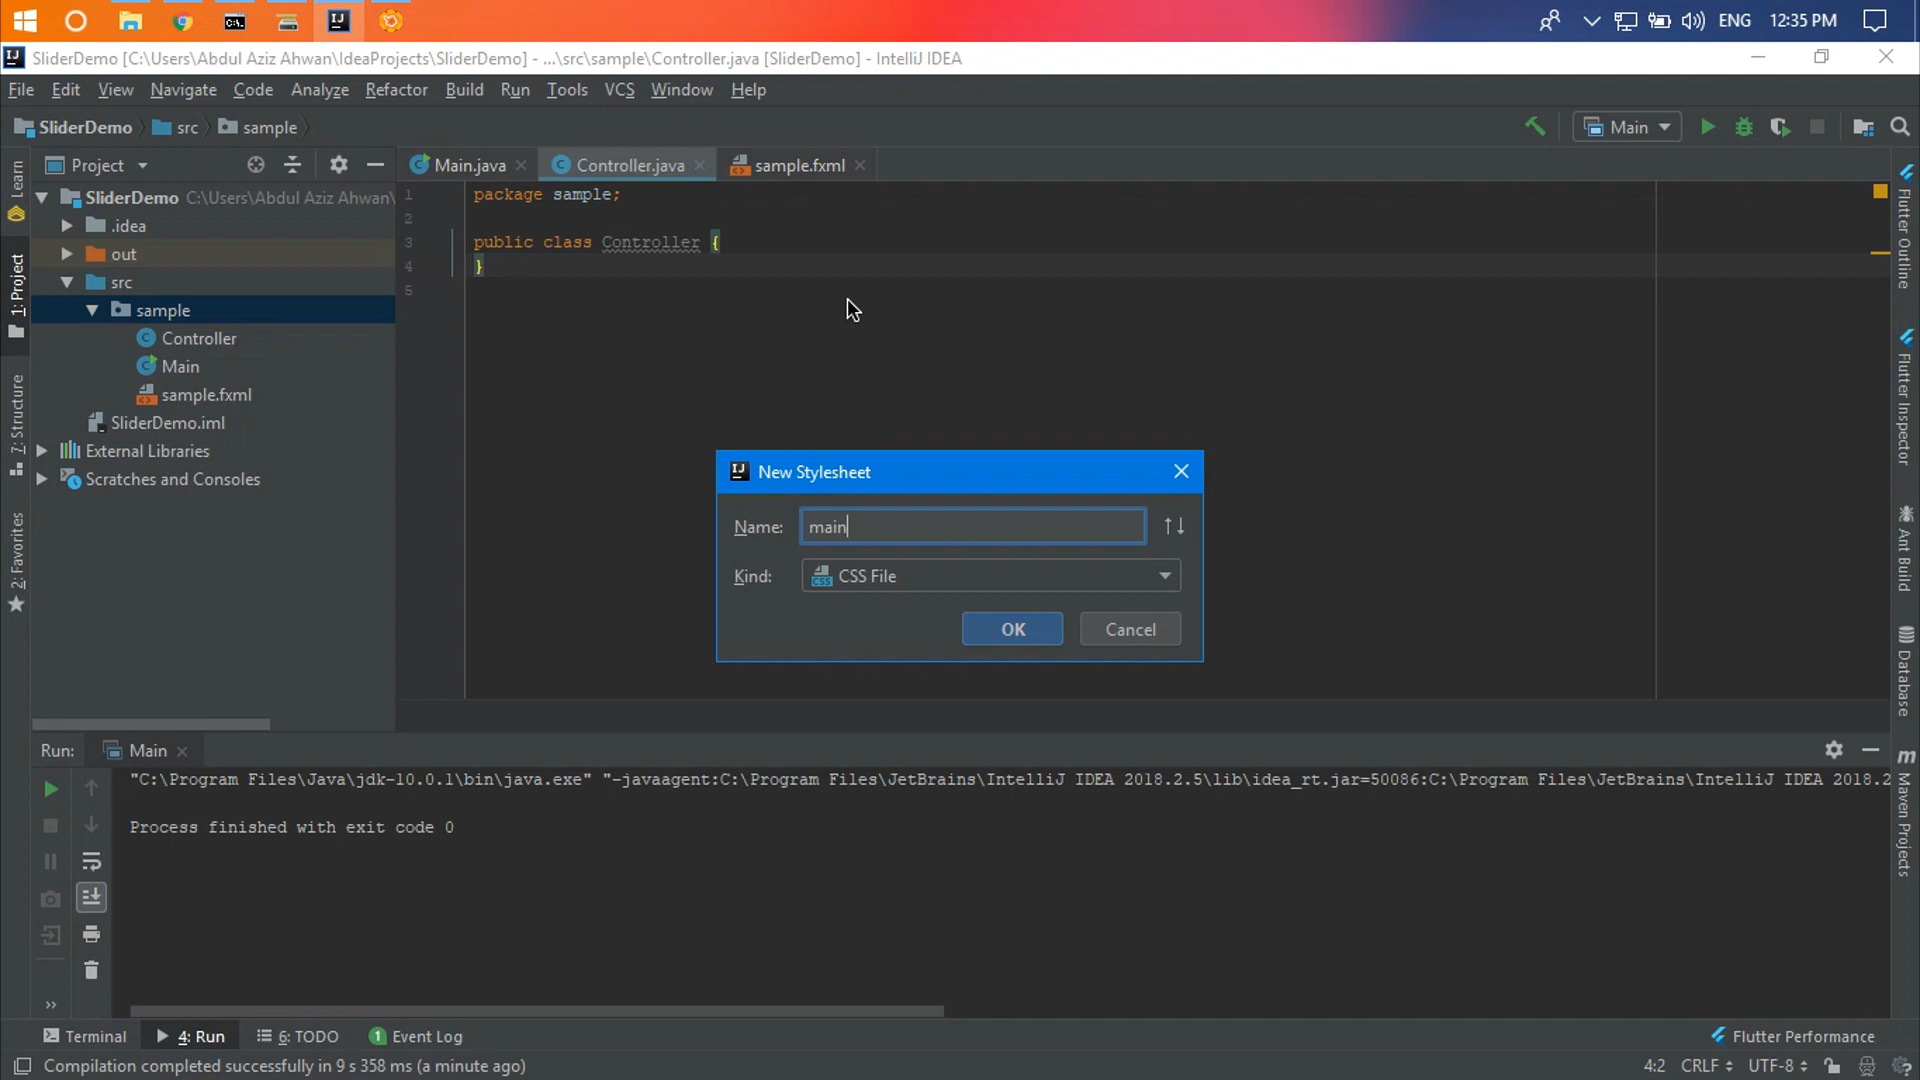 ENG 12:35 PM
SliderDemo [C:\Users\Abdul Aziz Ahwan\IdeaProjects\SliderDemo] - ...\src\sample\Controller.java [SliderDemo] - IntelliJ IDEA
File Edit View Navigate Code Analyze Refactor Build Run Tools VCS Window Help
SliderDemo src sample Main
Project Main.java Controller.java sample.fxml
SliderDemo C:\Users\Abdul Aziz Ahwan\
.idea
out
src
sample
Controller
Main
sample.fxml
SliderDemo.iml
External Libraries
Scratches and Consoles
Learn
1: Project
7: Structure
2: Favorites
1 package sample;
2
3 public class Controller {
4 }
5
New Stylesheet
Name: main
Kind: CSS File
OK Cancel
Flutter Outline
Flutter Inspector
Ant Build
Database
Maven Projects
Run: Main
"C:\Program Files\Java\jdk-10.0.1\bin\java.exe" "-javaagent:C:\Program Files\JetBrains\IntelliJ IDEA 2018.2.5\lib\idea_rt.jar=50086:C:\Program Files\JetBrains\IntelliJ IDEA 2018.2
Process finished with exit code 0
Terminal 4: Run 6: TODO 1 Event Log Flutter Performance
Compilation completed successfully in 9 s 358 ms (a minute ago) 4:2 CRLF UTF-8